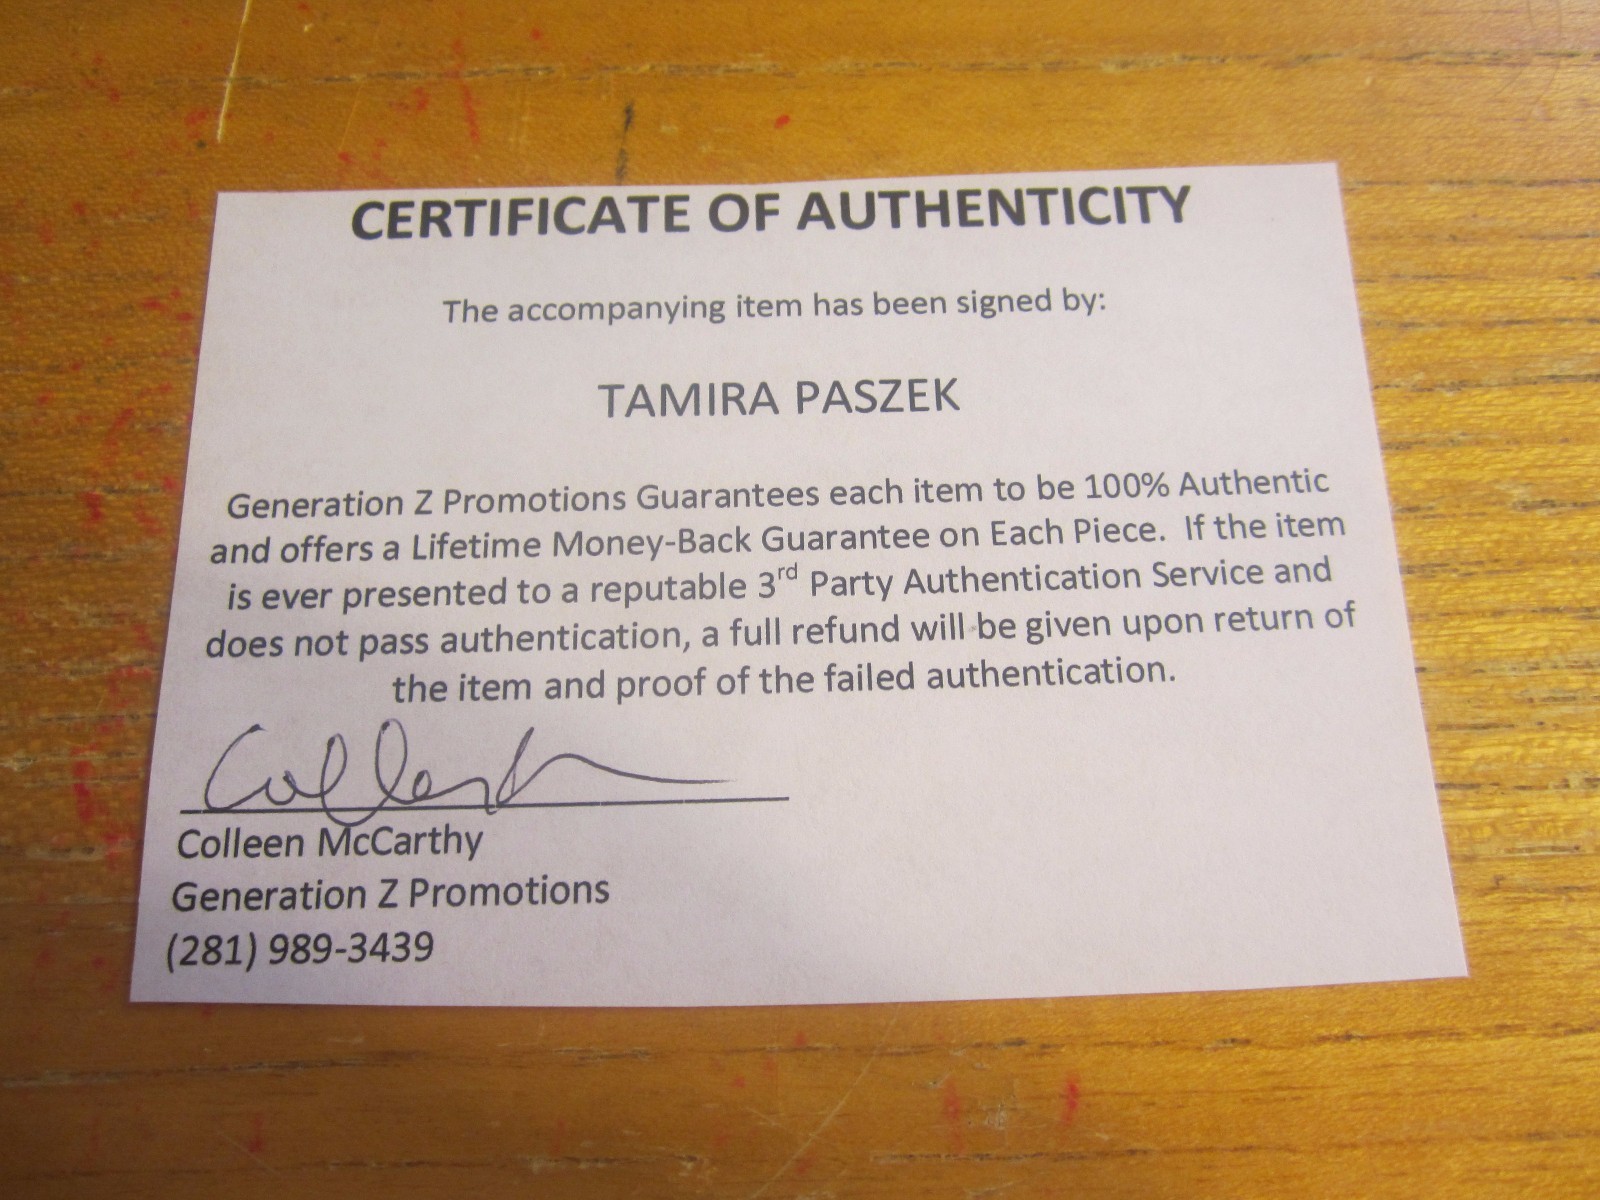 CERTIFICATE OF AUTHENTICITY
The accompanying item has been signed by:
TAMIRA PASZEK
Generation Z Promotions Guarantees each item to be 100% Authentic
and offers a Lifetime Money-Back Guarantee on Each Piece. If the item
is ever presented to a reputable 3rd Party Authentication Service and
does not pass authentication, a full refund will be given upon return of
the item and proof of the failed authentication.
Colleen McCarthy
Generation Z Promotions
(281) 989-3439